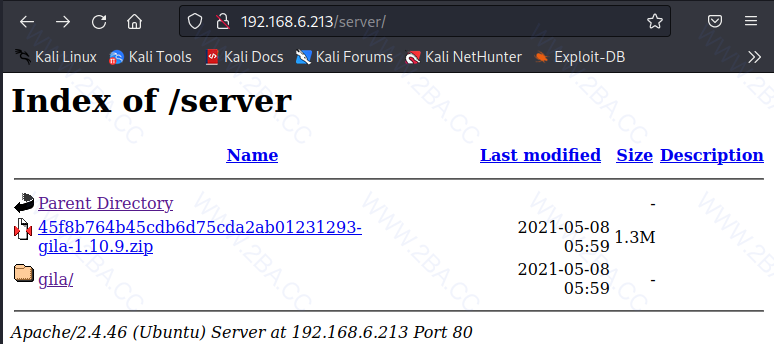 192.168.6.213/server/
Kali Linux Kali Tools Kali Docs Kali Forums Kali NetHunter Exploit-DB
Index of /server
Name Last modified Size Description
Parent Directory -
45f8b764b45cdb6d75cda2ab01231293- 2021-05-08 1.3M
gila-1.10.9.zip 05:59
gila/ 2021-05-08 -
05:59
Apache/2.4.46 (Ubuntu) Server at 192.168.6.213 Port 80
WWW.2BA.CC